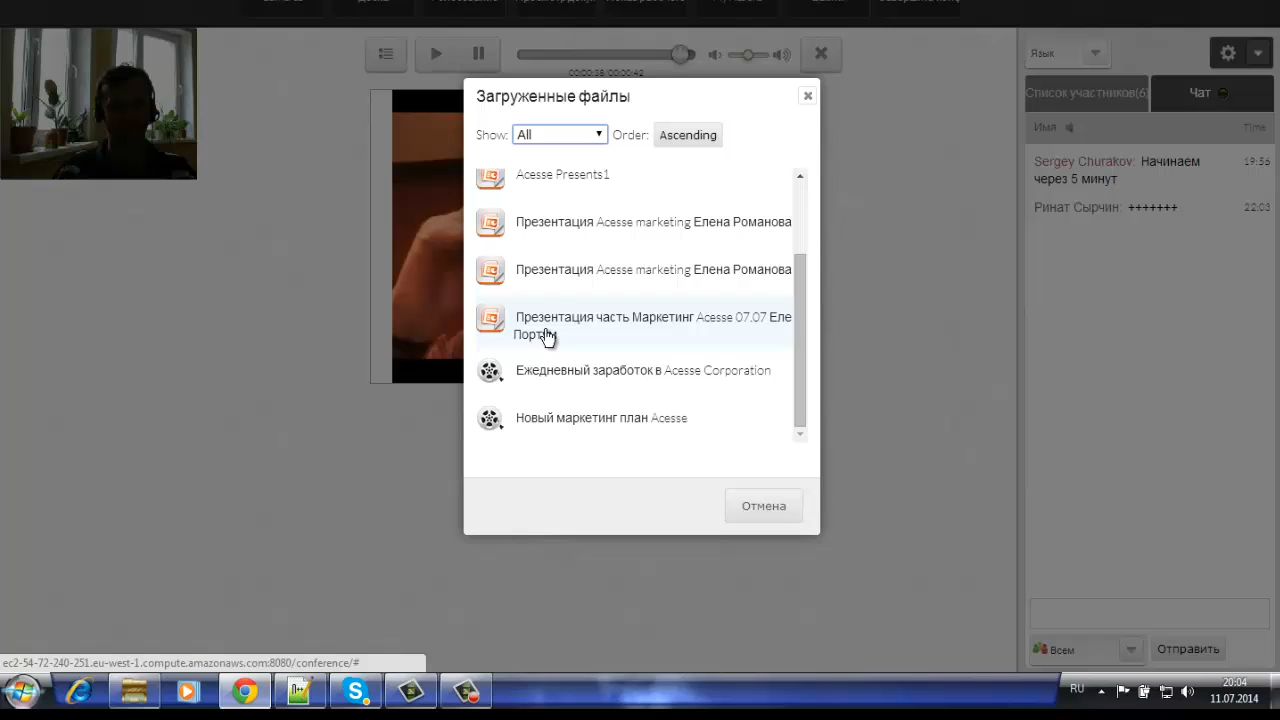 Загруженные файлы
Show: All Order: Ascending
Acesse Presents1
Презентация Acesse marketing Елена Романова
Презентация Acesse marketing Елена Романова
Презентация часть Маркетинг Acesse 07.07 Еле
Ежедневный заработок в Acesse Corporation
Новый маркетинг план Acesse
Отмена
00:00:38/00:00:42
Язык
Список участников(6) Чат
Имя Time
Sergey Churakov: Начинаем 19:56
через 5 минут
Ринат Сырчин: +++++++ 22:03
Всем Отправить
ec2-54-72-240-251.eu-west-1.compute.amazonaws.com:8080/conference/#
RU 20:04
11.07.2014